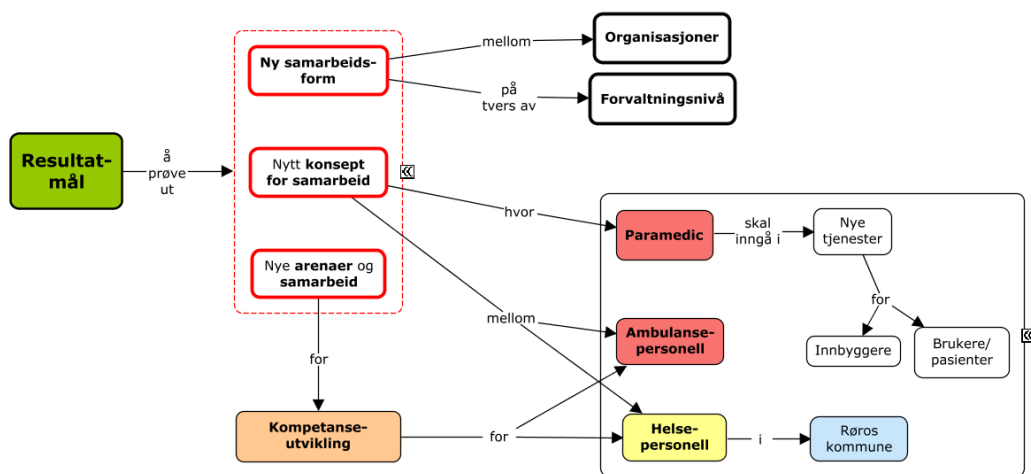 Resultat-
mål
å
prøve
ut
Ny samarbeids-
form
mellom
Organisasjoner
på
tvers av
Forvaltningsnivå
Nytt konsept
for samarbeid
hvor
Paramedic
skal
inngå i
Nye
tjenester
for
Innbyggere
Brukere/
pasienter
Nye arenaer og
samarbeid
mellom
Ambulanse-
personell
for
Kompetanse-
utvikling
for
Helse-
personell
i
Røros
kommune